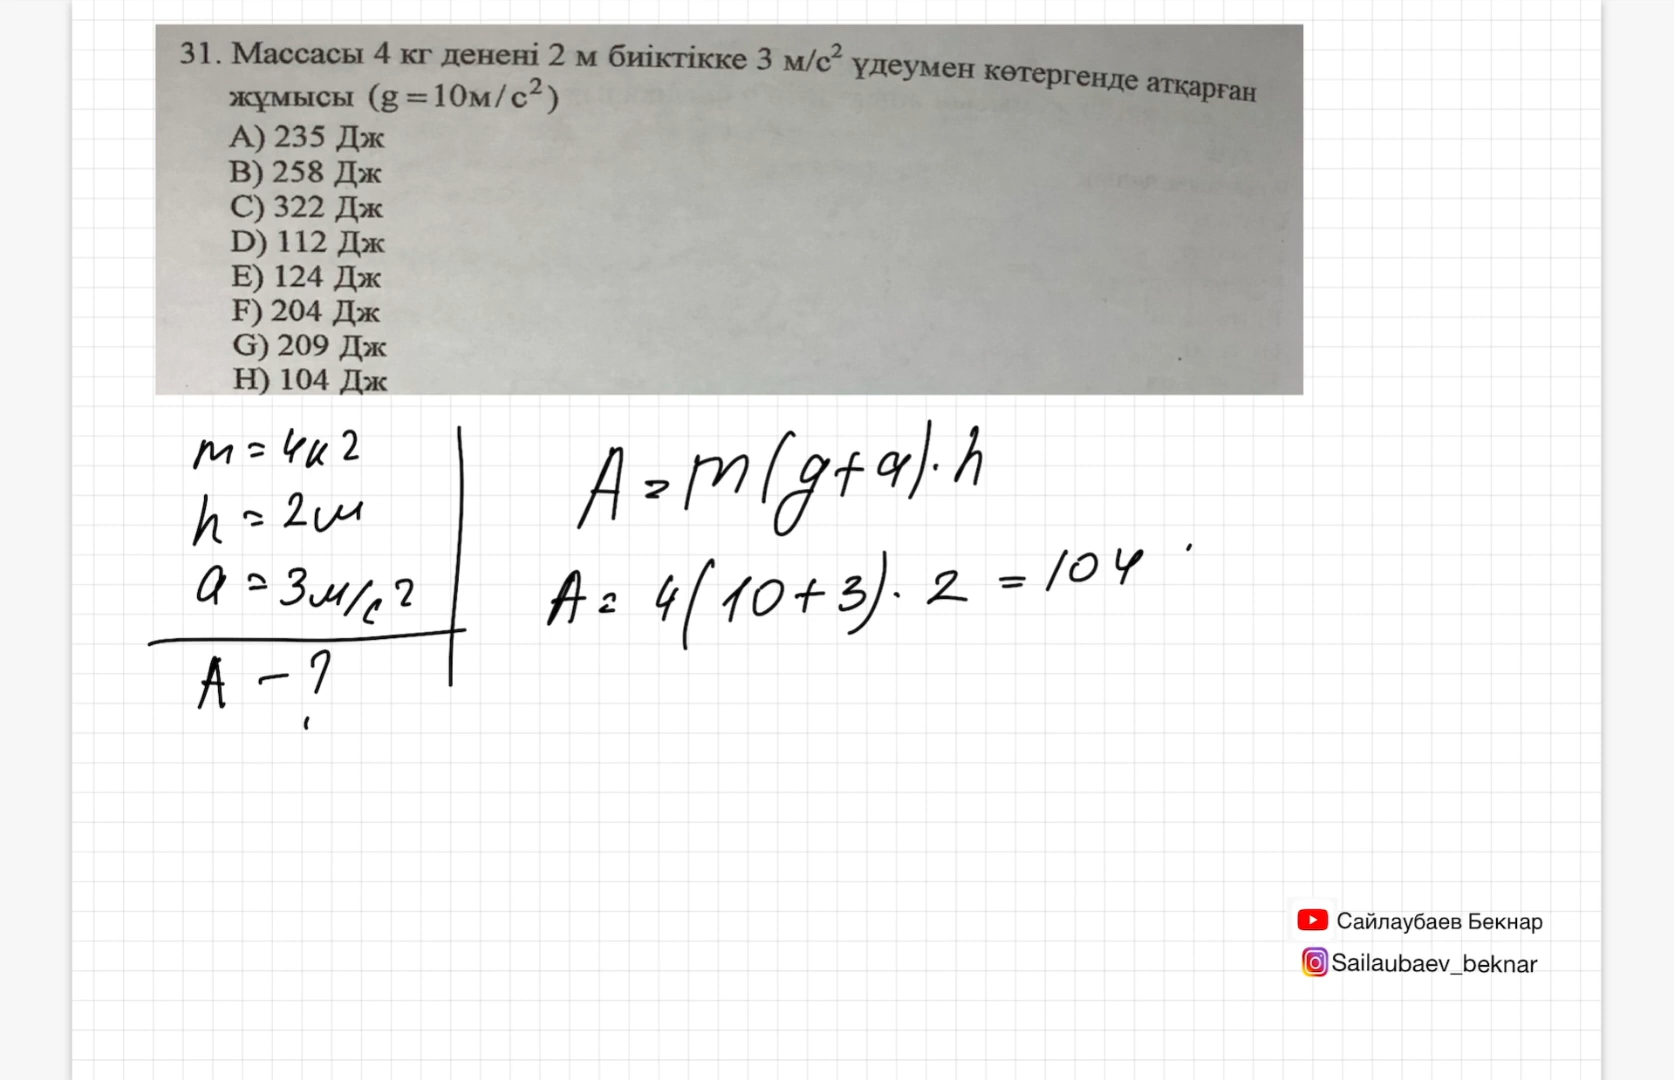 31. Массасы 4 кг денені 2 м биіктікке 3 м/с² үдеумен көтергенде атқарған
жұмысы (g=10м/с²)
A) 235 Дж
B) 258 Дж
C) 322 Дж
D) 112 Дж
E) 124 Дж
F) 204 Дж
G) 209 Дж
H) 104 Дж
m = 4кг
h = 2м
a = 3м/с²
A - ?
A = m(g+a)·h
A = 4(10+3)·2 = 104
Сайлаубаев Бекнар
Sailaubaev_beknar